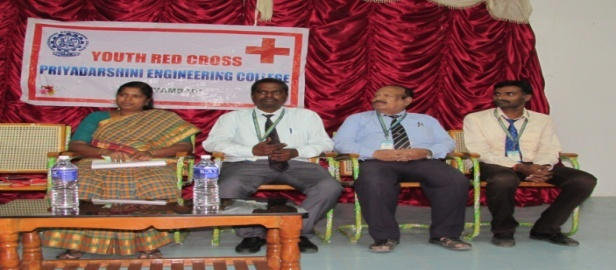 YOUTH RED CROSS
PRIYADARSHINI ENGINEERING COLLEGE